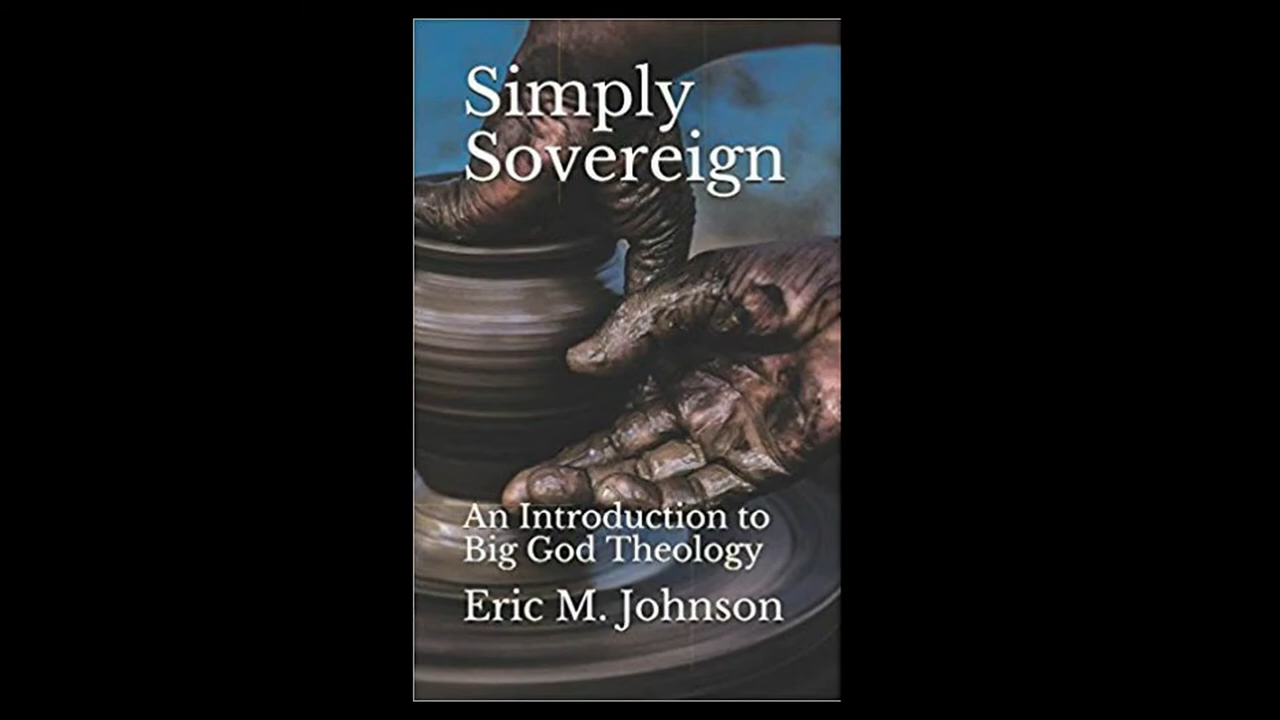 Simply
Sovereign
An Introduction to
Big God Theology
Eric M. Johnson